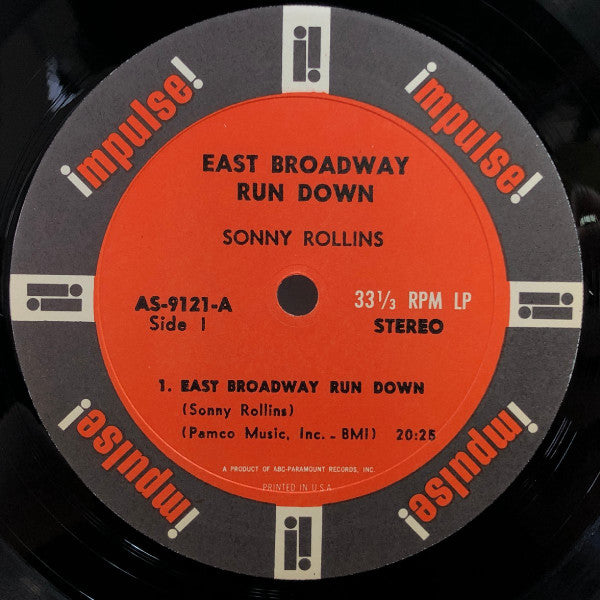 impulse!
impulse!
EAST BROADWAY
RUN DOWN
SONNY ROLLINS
AS-9121-A
Side 1
33 1/3 RPM LP
STEREO
1. EAST BROADWAY RUN DOWN
(Sonny Rollins)
(Pamco Music, Inc. - BMI) 20:25
A PRODUCT OF ABC-PARAMOUNT RECORDS, INC.
PRINTED IN U.S.A.
impulse!
impulse!